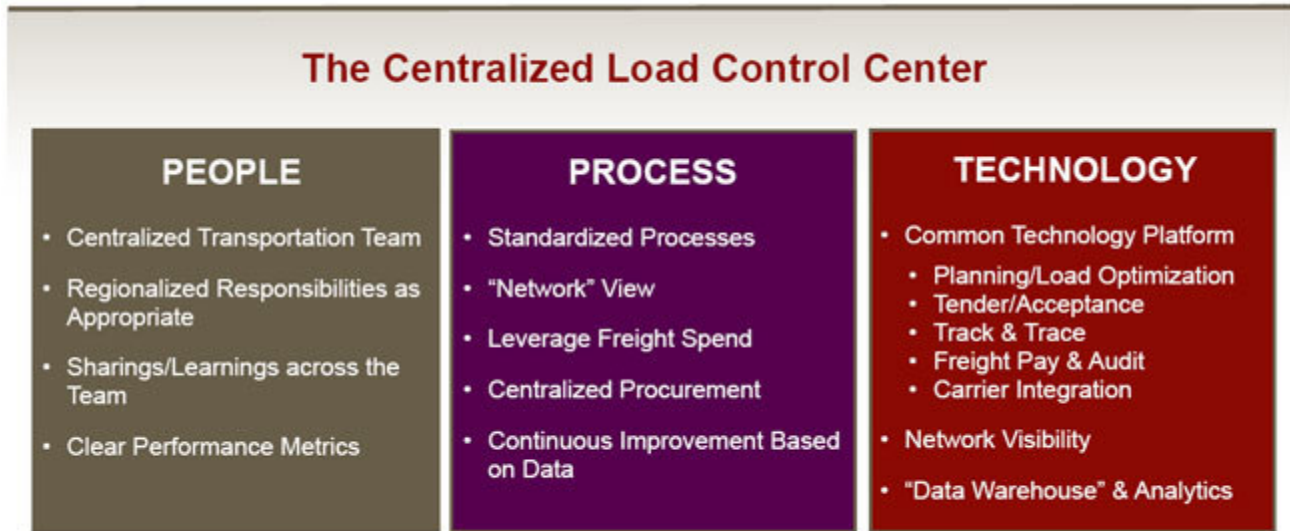 The Centralized Load Control Center
PEOPLE
• Centralized Transportation Team
• Regionalized Responsibilities as
Appropriate
• Sharings/Learnings across the
Team
• Clear Performance Metrics
PROCESS
• Standardized Processes
• “Network” View
• Leverage Freight Spend
• Centralized Procurement
• Continuous Improvement Based
on Data
TECHNOLOGY
• Common Technology Platform
• Planning/Load Optimization
• Tender/Acceptance
• Track & Trace
• Freight Pay & Audit
• Carrier Integration
• Network Visibility
• “Data Warehouse” & Analytics